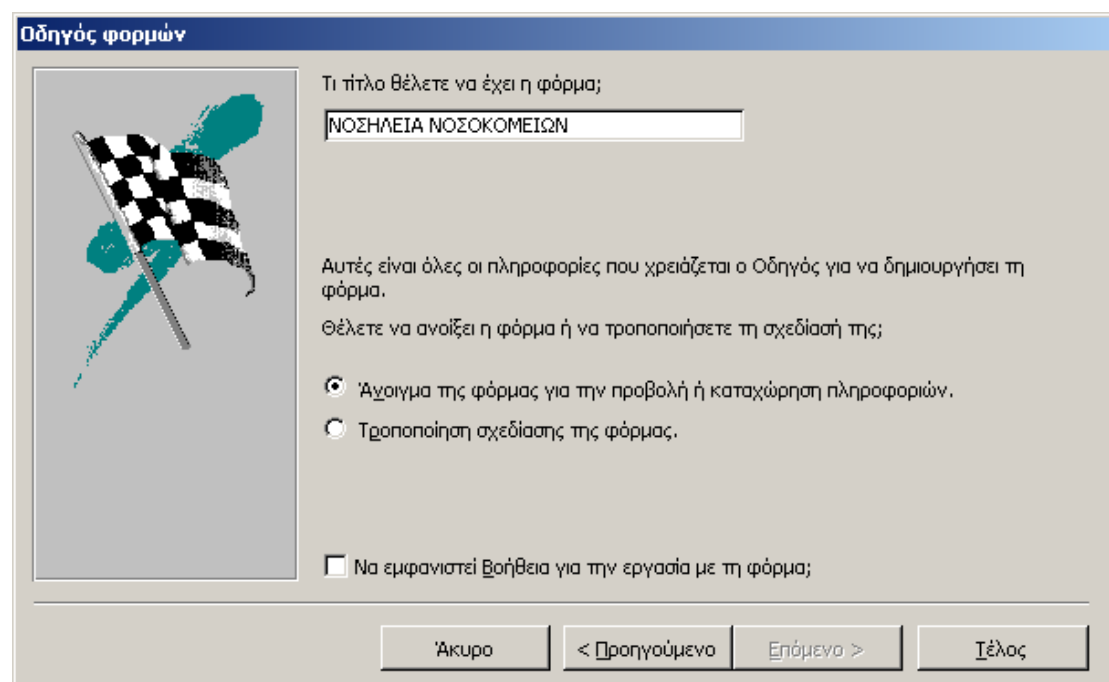 Οδηγός φορμών
Τι τίτλο θέλετε να έχει η φόρμα;
ΝΟΣΗΛΕΙΑ ΝΟΣΟΚΟΜΕΙΩΝ
Αυτές είναι όλες οι πληροφορίες που χρειάζεται ο Οδηγός για να δημιουργήσει τη
φόρμα.
Θέλετε να ανοίξει η φόρμα ή να τροποποιήσετε τη σχεδίασή της;
Άνοιγμα της φόρμας για την προβολή ή καταχώρηση πληροφοριών.
Τροποποίηση σχεδίασης της φόρμας.
Να εμφανιστεί Βοήθεια για την εργασία με τη φόρμα;
Άκυρο
< Προηγούμενο
Επόμενο >
Τέλος